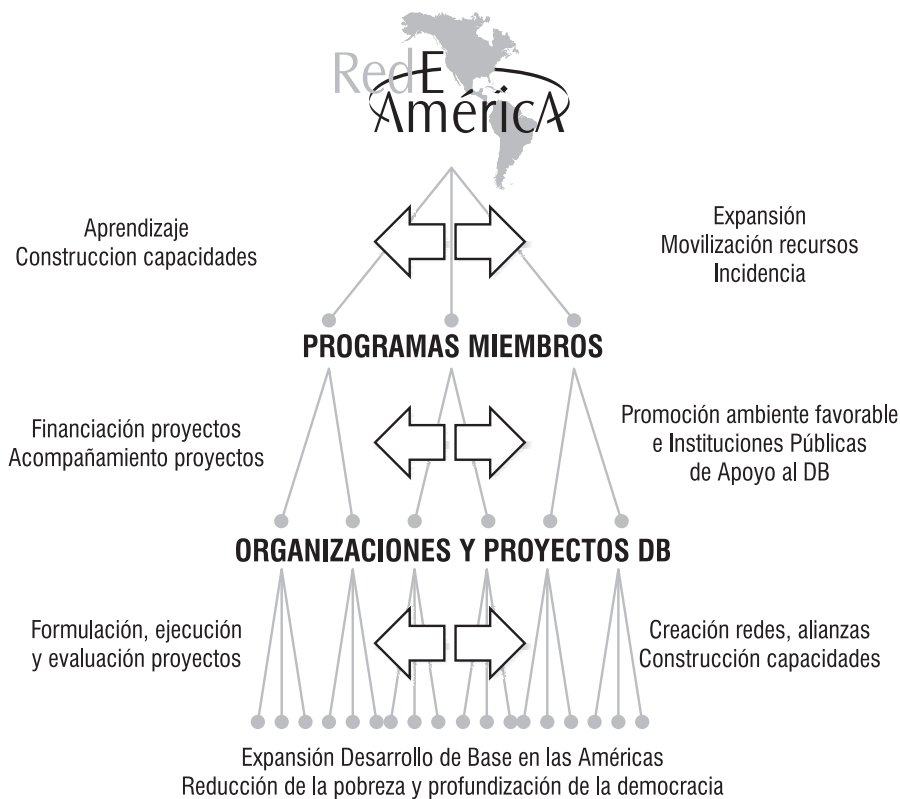 RedE
AméricA
Aprendizaje
Construccion capacidades
Expansión
Movilización recursos
Incidencia
PROGRAMAS MIEMBROS
Financiación proyectos
Acompañamiento proyectos
Promoción ambiente favorable
e Instituciones Públicas
de Apoyo al DB
ORGANIZACIONES Y PROYECTOS DB
Formulación, ejecución
y evaluación proyectos
Creación redes, alianzas
Construcción capacidades
Expansión Desarrollo de Base en las Américas
Reducción de la pobreza y profundización de la democracia